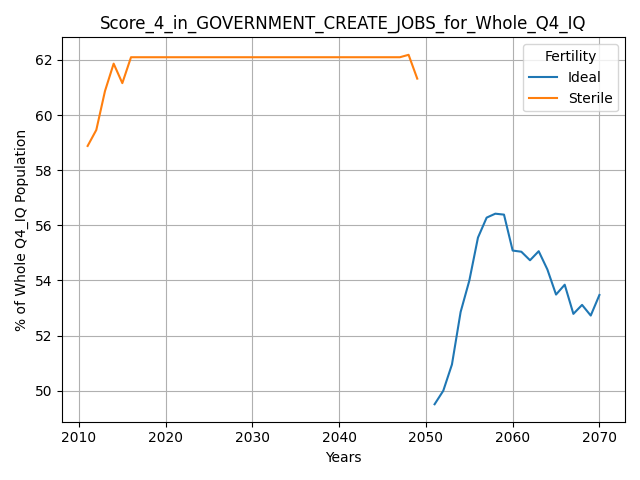 Score_4_in_GOVERNMENT_CREATE_JOBS_for_Whole_Q4_IQ
Fertility
Ideal
Sterile
% of Whole Q4_IQ Population
62
60
58
56
54
52
50
2010 2020 2030 2040 2050 2060 2070
Years